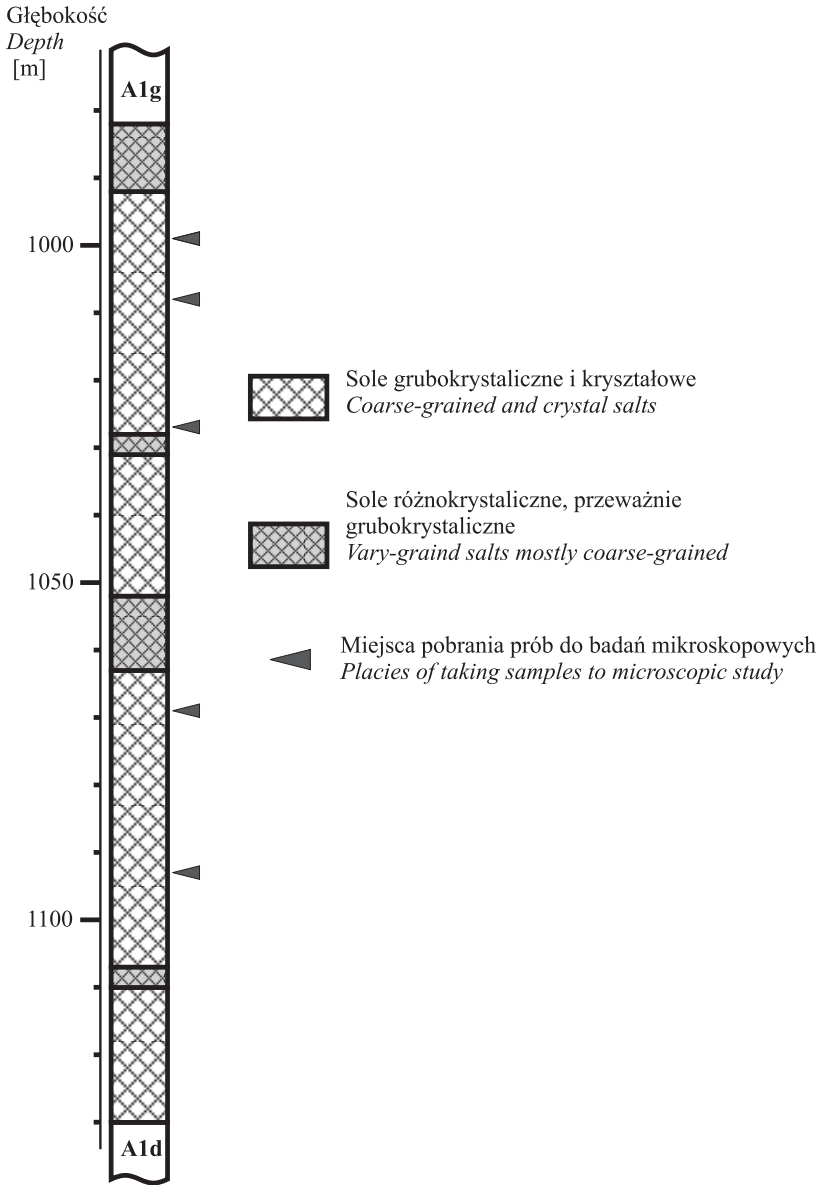 Głębokość
Depth
[m]
A1g
1000
Sole grubokrystaliczne i kryształowe
Coarse-grained and crystal salts
Sole różnokrystaliczne, przeważnie
grubokrystaliczne
Vary-graind salts mostly coarse-grained
1050
Miejsca pobrania prób do badań mikroskopowych
Placies of taking samples to microscopic study
1100
A1d